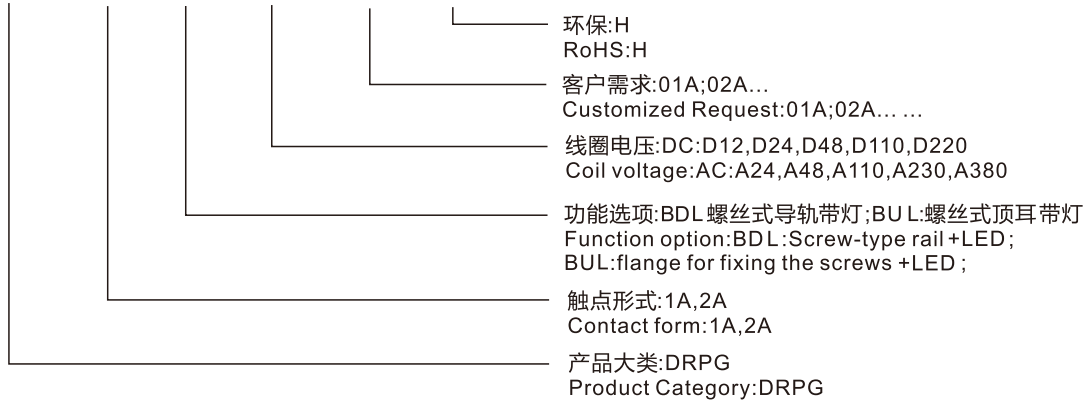 环保:H
RoHS:H
客户需求:01A;02A...
Customized Request:01A;02A... ...
线圈电压:DC:D12,D24,D48,D110,D220
Coil voltage:AC:A24,A48,A110,A230,A380
功能选项:BDL螺丝式导轨带灯;BUL:螺丝式顶耳带灯
Function option:BDL:Screw-type rail+LED;
BUL:flange for fixing the screws +LED ;
触点形式:1A,2A
Contact form:1A,2A
产品大类:DRPG
Product Category:DRPG